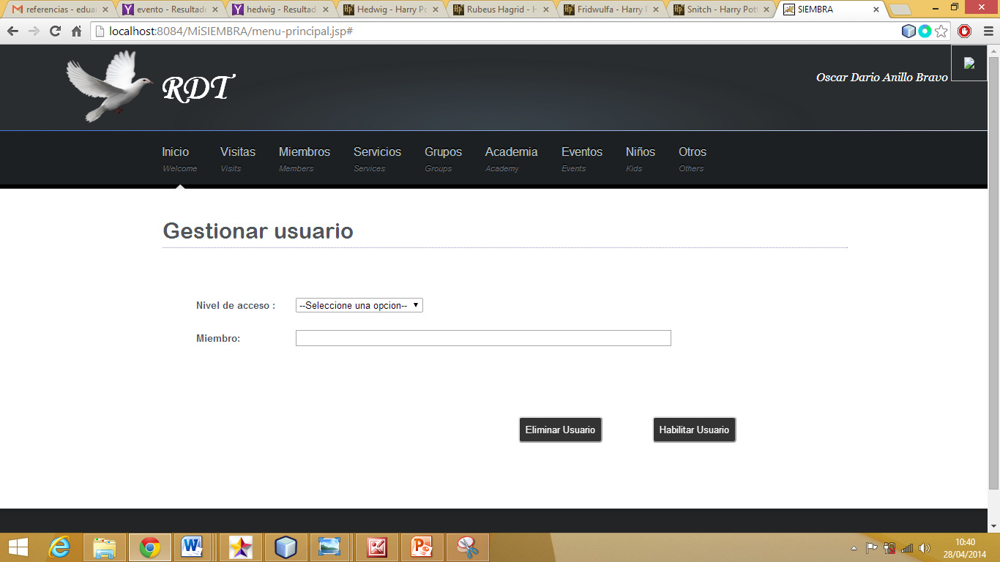 referencias - edua
evento - Resultado
hedwig - Resultad
Hedwig - Harry Po
Rubeus Hagrid - H
Fridwulfa - Harry
Snitch - Harry Pott
SIEMBRA
localhost:8084/MiSIEMBRA/menu-principal.jsp#
RDT
Oscar Dario Anillo Bravo
Inicio Visitas Miembros Servicios Grupos Academia Eventos Niños Otros
Welcome Visits Members Services Groups Academy Events Kids Others
Gestionar usuario
Nivel de acceso : --Seleccione una opcion--
Miembro:
Eliminar Usuario Habilitar Usuario
10:40
28/04/2014